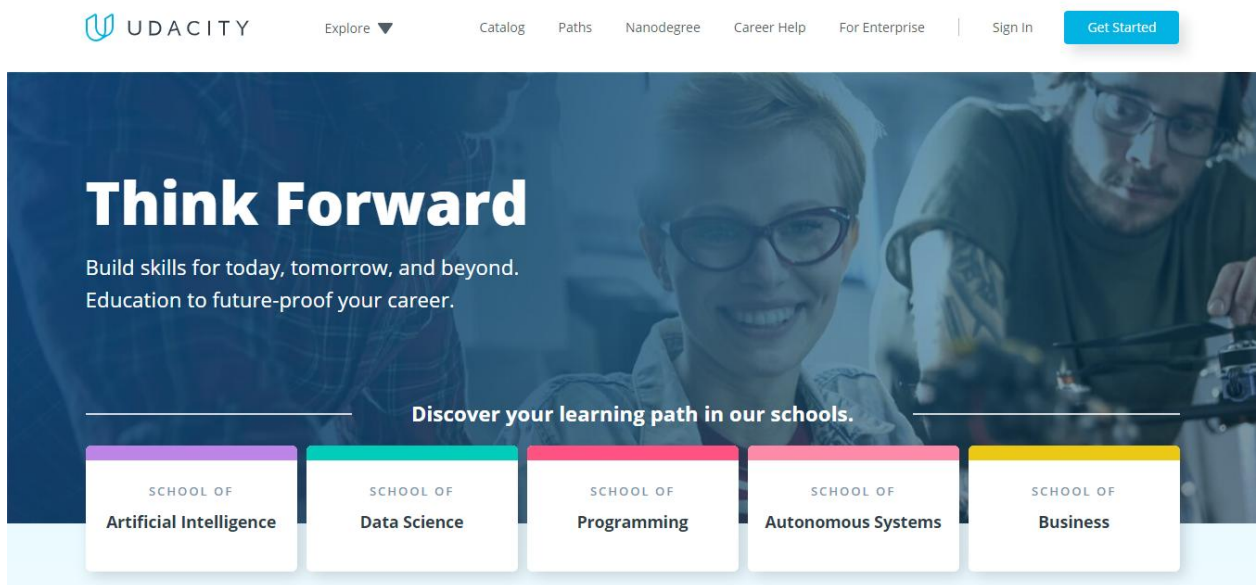 UDACITY
Explore
Catalog
Paths
Nanodegree
Career Help
For Enterprise
Sign In
Get Started
Think Forward
Build skills for today, tomorrow, and beyond.
Education to future-proof your career.
Discover your learning path in our schools.
SCHOOL OF
Artificial Intelligence
SCHOOL OF
Data Science
SCHOOL OF
Programming
SCHOOL OF
Autonomous Systems
SCHOOL OF
Business